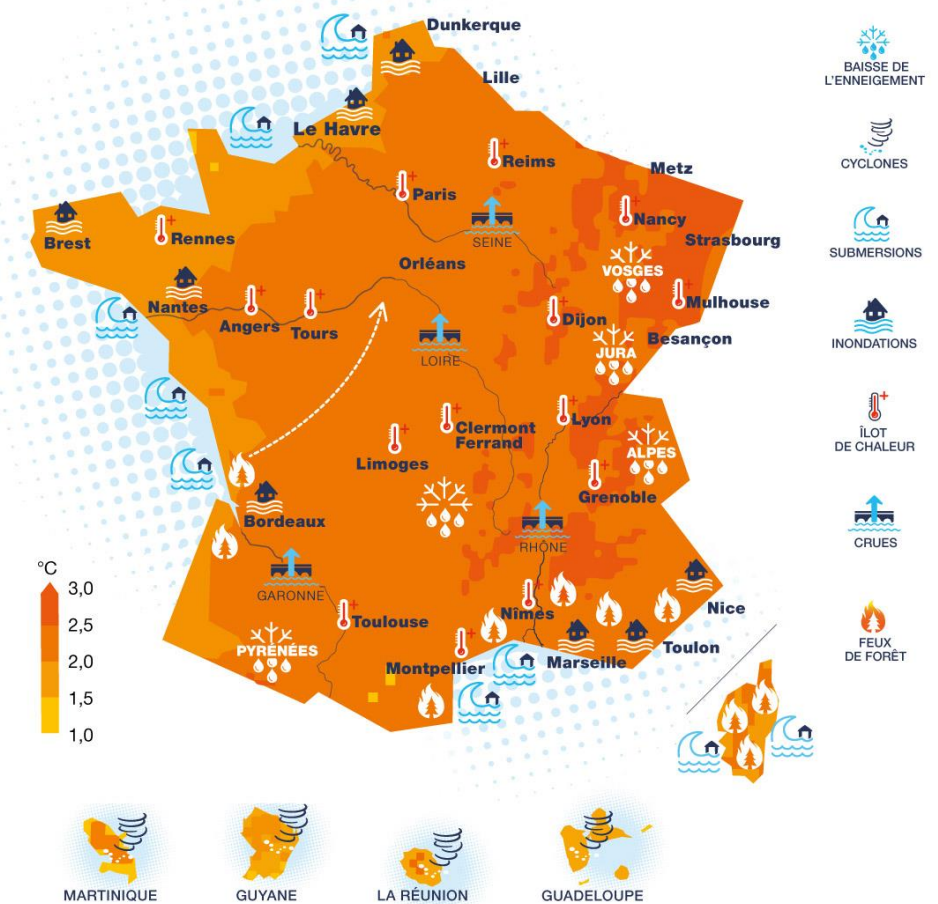 Dunkerque
Lille
Le Havre
Reims
Paris
Metz
Nancy
SEINE
Strasbourg
Brest
Rennes
Orléans
VOSGES
Nantes
Angers
Tours
Mulhouse
Dijon
Besançon
LOIRE
JURA
Lyon
Clermont
Ferrand
Limoges
ALPES
Grenoble
Bordeaux
RHÔNE
GARONNE
Nîmes
Nice
Toulouse
Toulon
PYRÉNÉES
Montpellier
Marseille
°C
3,0
2,5
2,0
1,5
1,0
BAISSE DE
L'ENNEIGEMENT
CYCLONES
SUBMERSIONS
INONDATIONS
ÎLOT
DE CHALEUR
CRUES
FEUX
DE FORÊT
MARTINIQUE
GUYANE
LA RÉUNION
GUADELOUPE